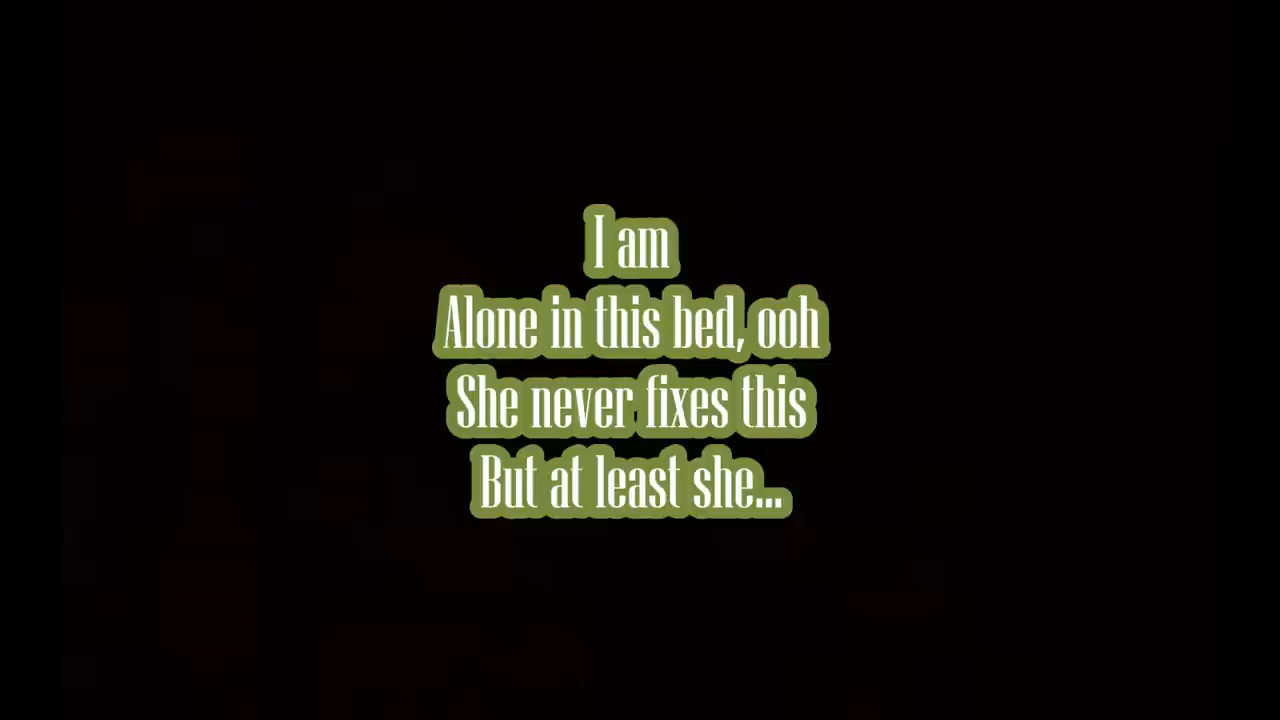 I am
Alone in this bed, ooh
She never fixes this
But at least she...